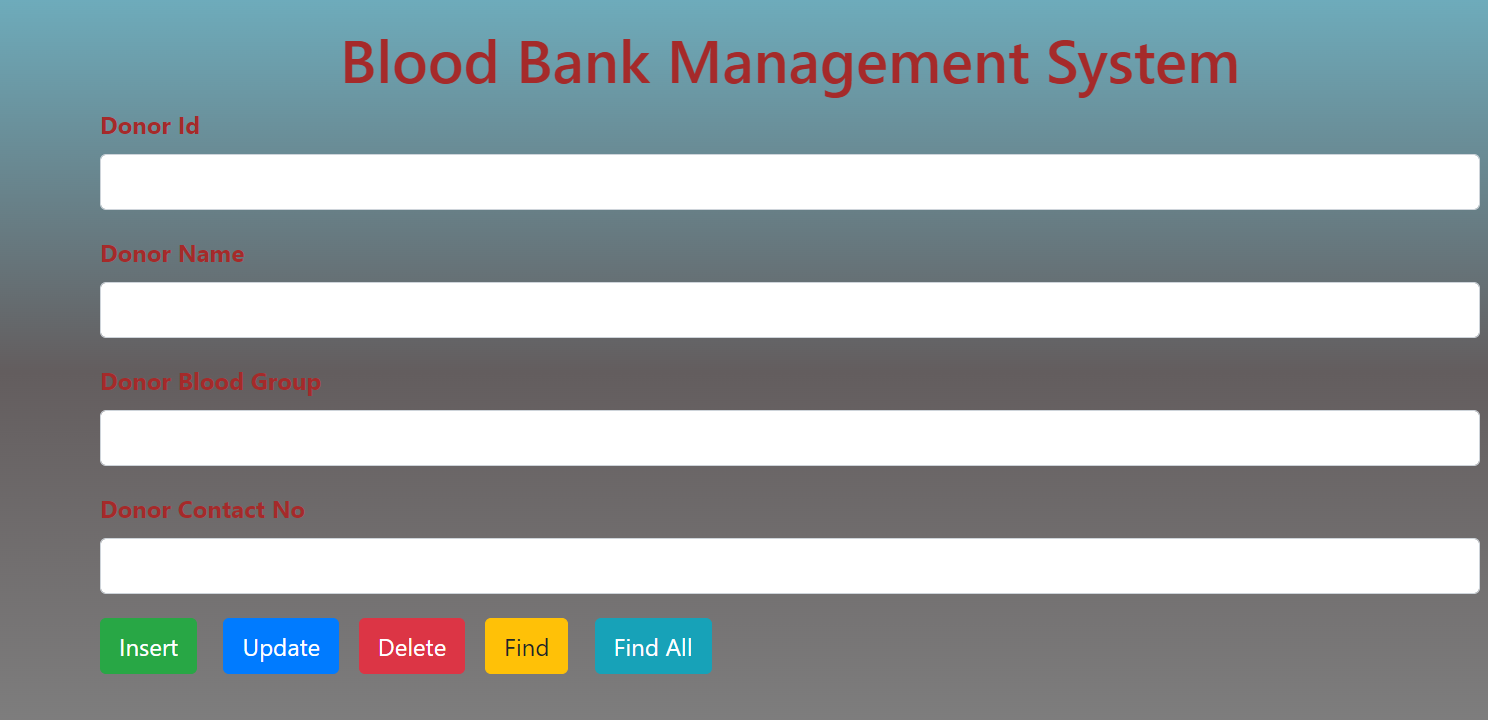 Blood Bank Management System
Donor Id
Donor Name
Donor Blood Group
Donor Contact No
Insert Update Delete Find Find All